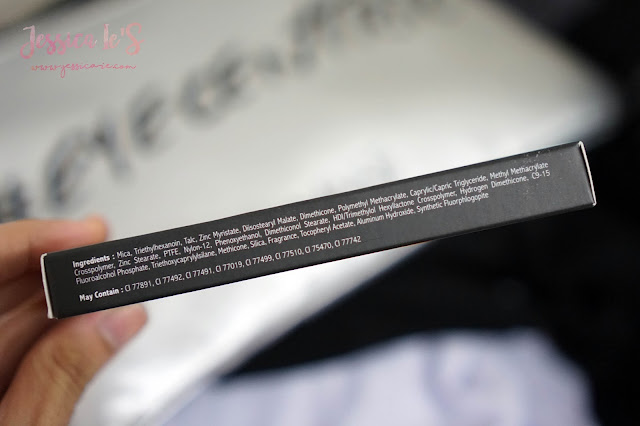 Jessica k'S
www.jessica-ie.com
Ingredients : Mica, Triethylhexanoin, Talc, Zinc Myristate, Diisostearyl Malate, Dimethicone, Polymethyl Methacrylate, Caprylic/Capric Triglyceride, Methyl Methacrylate
Crosspolymer, Zinc Stearate, PTFE, Nylon-12, Phenoxyethanol, Dimethiconol Stearate, HDI/Trimethylol Hexyllactone Crosspolymer, Hydrogen Dimethicone, C9-15
Fluoroalcohol Phosphate, Triethoxycaprylylsilane, Methicone, Silica, Fragrance, Tocopheryl Acetate, Aluminum Hydroxide, Synthetic Fluorphlogopite
May Contain : CI 77891, CI 77492, CI 77491, CI 77019, CI 77499, CI 77510, CI 75470, CI 77742